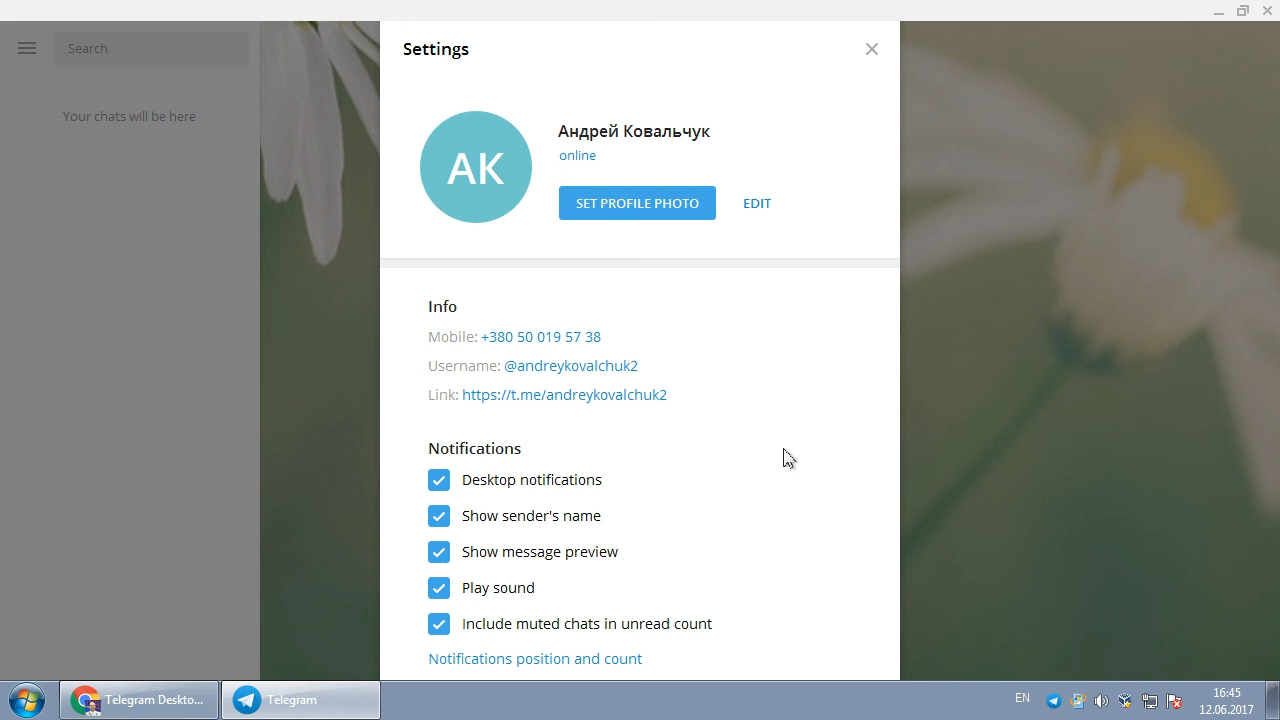 Search
Your chats will be here
Settings
АК
Андрей Ковальчук
online
SET PROFILE PHOTO
EDIT
Info
Mobile: +380 50 019 57 38
Username: @andreykovalchuk2
Link: https://t.me/andreykovalchuk2
Notifications
Desktop notifications
Show sender's name
Show message preview
Play sound
Include muted chats in unread count
Notifications position and count
Telegram Deskto...
Telegram
EN
16:45
12.06.2017